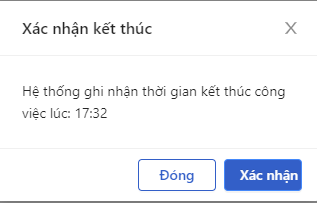 Xác nhận kết thúc
Hệ thống ghi nhận thời gian kết thúc công
việc lúc: 17:32
Đóng
Xác nhận